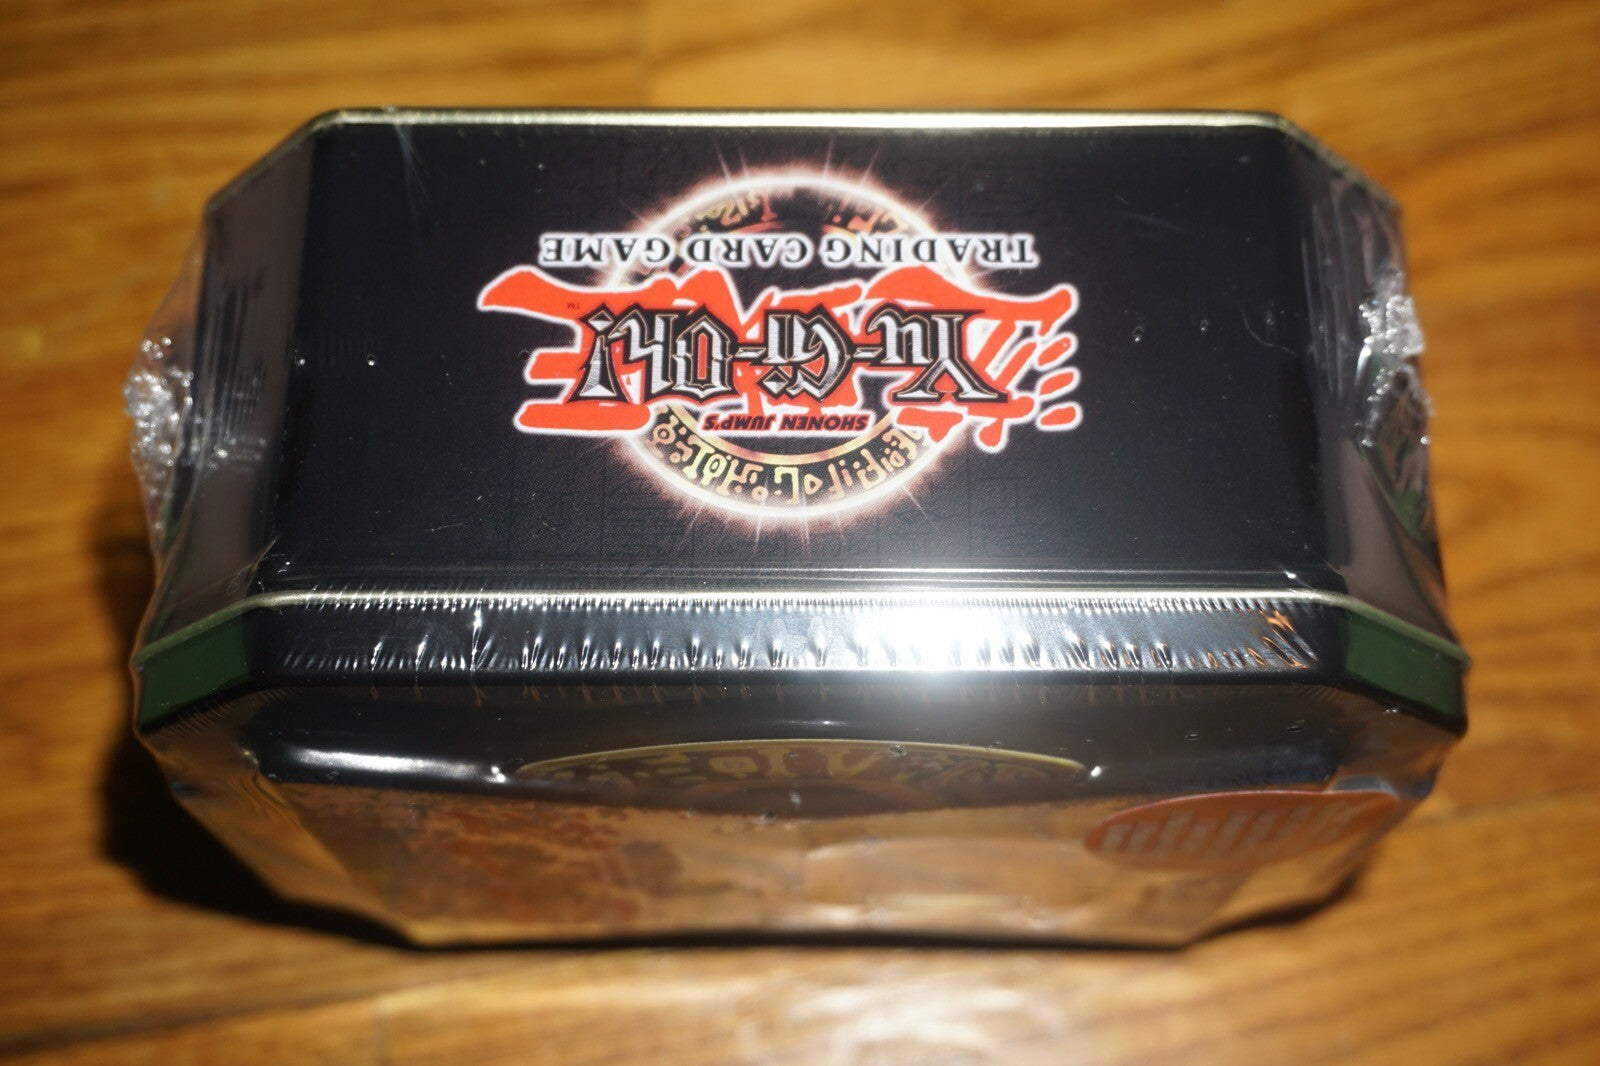 SHONEN JUMP'S
Yu-Gi-Oh!™
TRADING CARD GAME